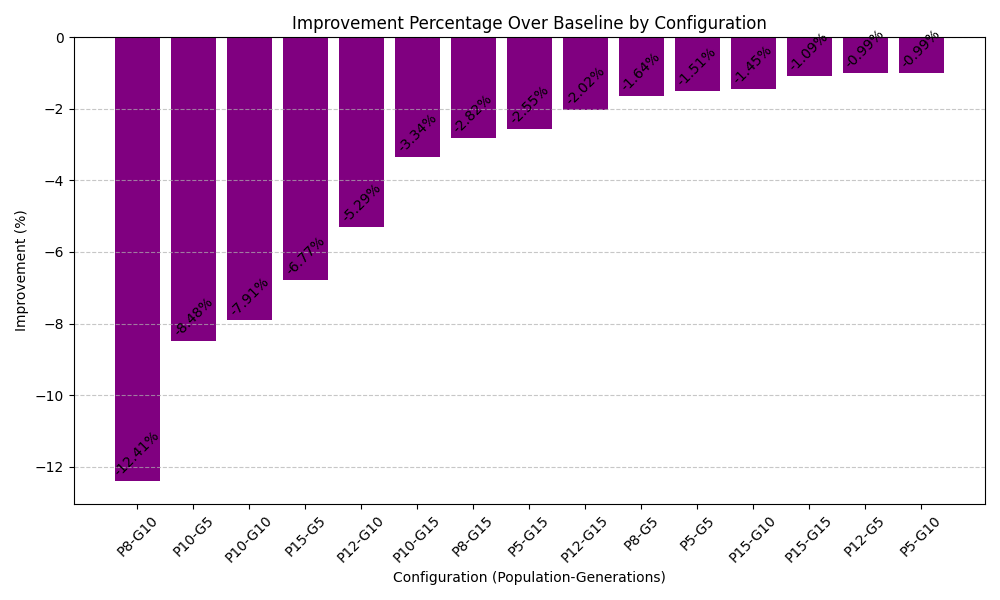 Improvement Percentage Over Baseline by Configuration
Improvement (%)
0
−2
−4
−6
−8
−10
−12
-12.41%
-8.48%
-7.91%
-6.77%
-5.29%
-3.34%
-2.82%
-2.55%
-2.02%
-1.64%
-1.51%
-1.45%
-1.09%
-0.99%
-0.99%
P8-G10
P10-G5
P10-G10
P15-G5
P12-G10
P10-G15
P8-G15
P5-G15
P12-G15
P8-G5
P5-G5
P15-G10
P15-G15
P12-G5
P5-G10
Configuration (Population-Generations)